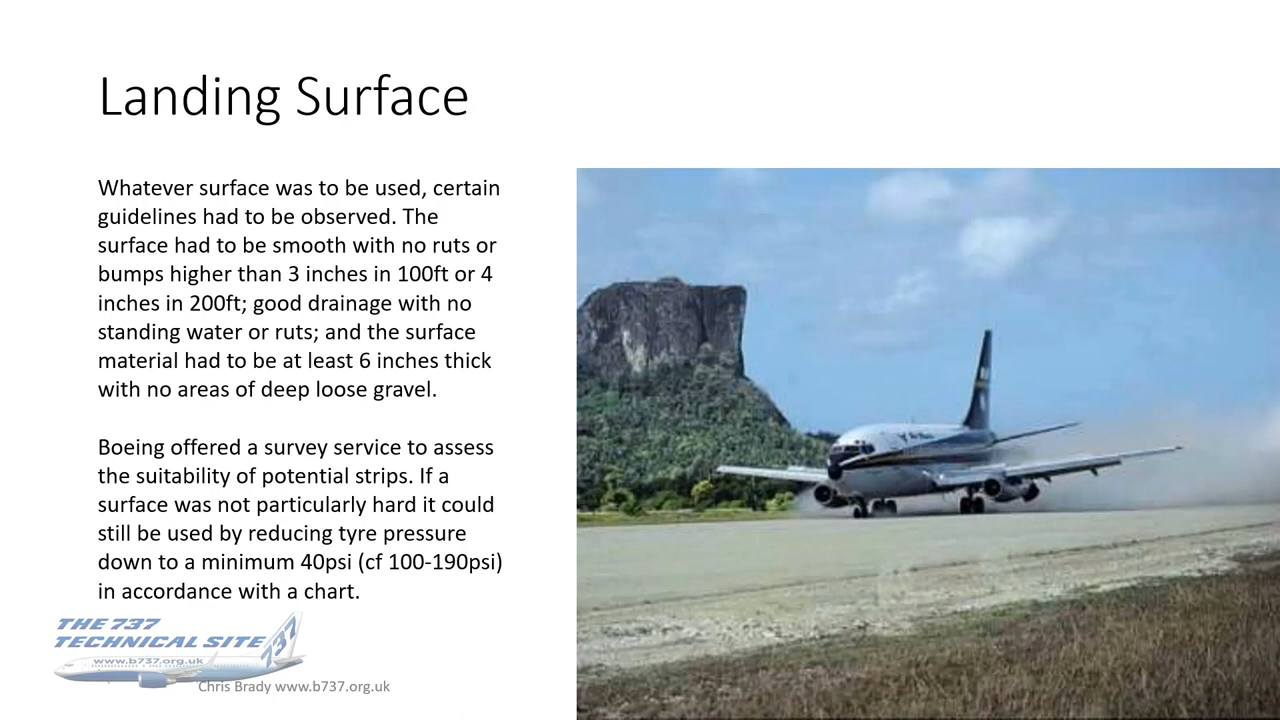 Landing Surface
Whatever surface was to be used, certain
guidelines had to be observed. The
surface had to be smooth with no ruts or
bumps higher than 3 inches in 100ft or 4
inches in 200ft; good drainage with no
standing water or ruts; and the surface
material had to be at least 6 inches thick
with no areas of deep loose gravel.
Boeing offered a survey service to assess
the suitability of potential strips. If a
surface was not particularly hard it could
still be used by reducing tyre pressure
down to a minimum 40psi (cf 100-190psi)
in accordance with a chart.
THE 737
TECHNICAL SITE
737
www.b737.org.uk
Chris Brady www.b737.org.uk